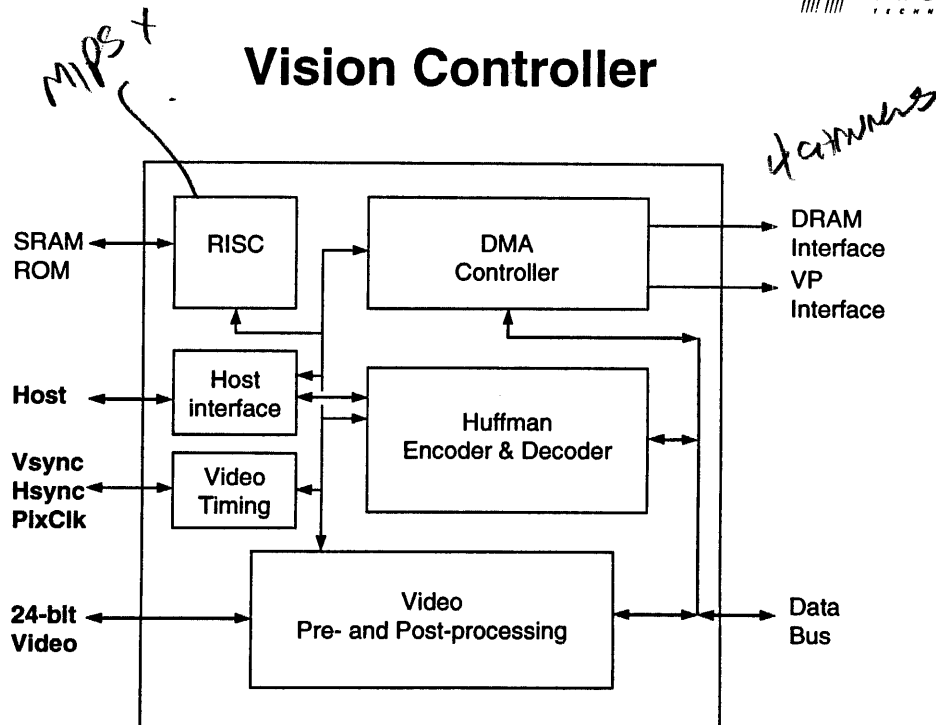 MIPS X
Vision Controller
SRAM
ROM
RISC
DMA
Controller
DRAM
Interface
VP
Interface
Host
Host
interface
Huffman
Encoder & Decoder
Vsync
Hsync
PixClk
Video
Timing
24-bit
Video
Video
Pre- and Post-processing
Data
Bus